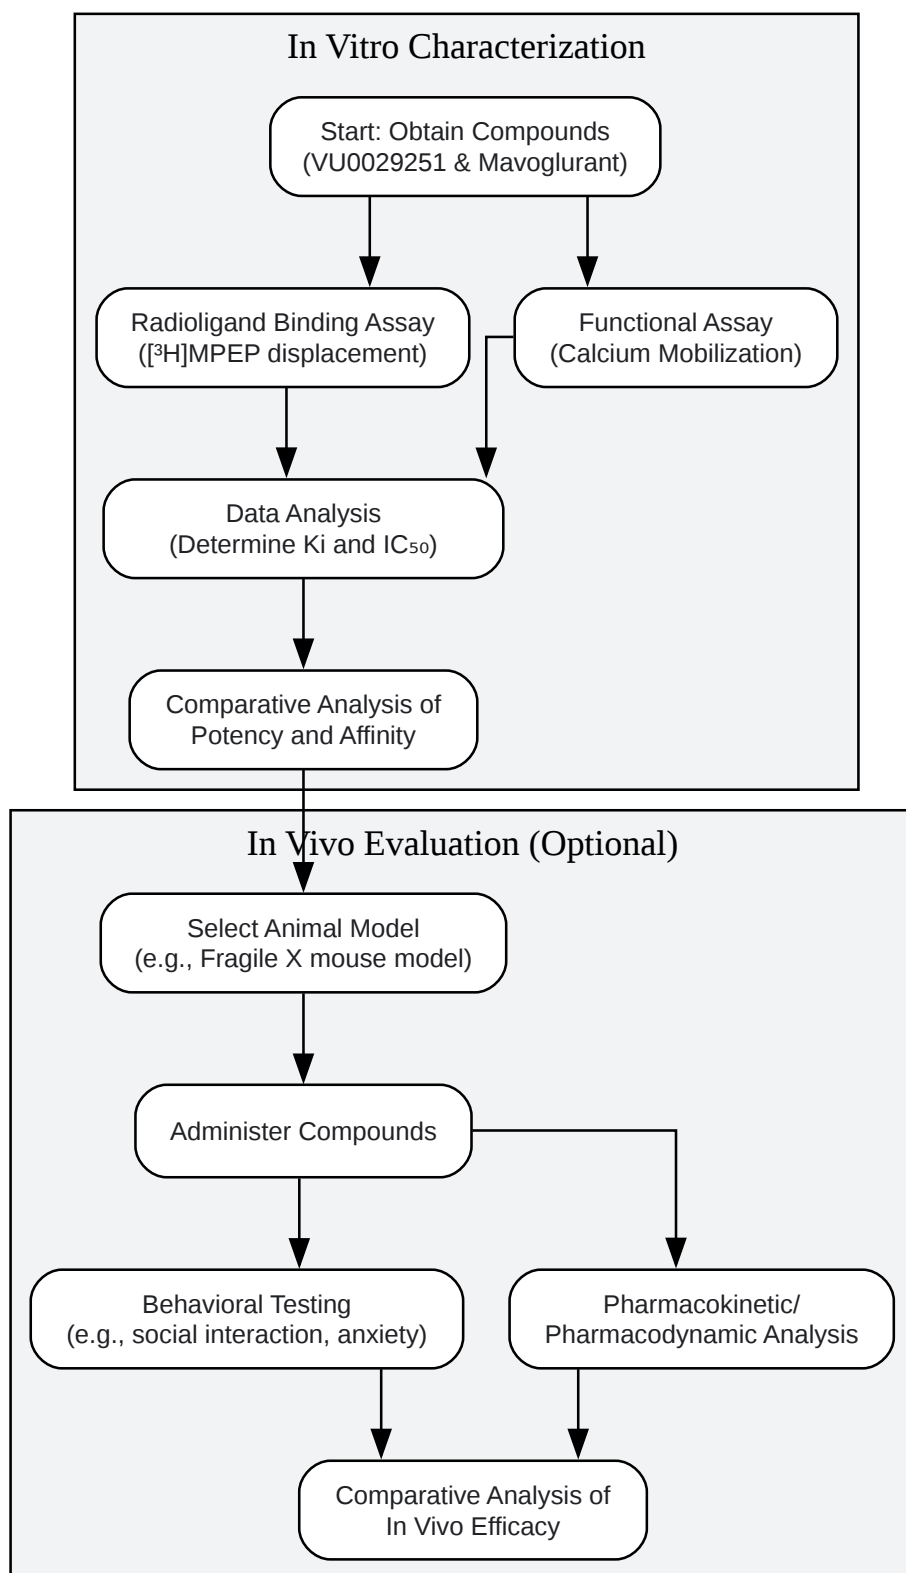 In Vitro Characterization
Start: Obtain Compounds
(VU0029251 & Mavoglurant)
Radioligand Binding Assay
([³H]MPEP displacement)
Functional Assay
(Calcium Mobilization)
Data Analysis
(Determine Ki and IC₅₀)
Comparative Analysis of
Potency and Affinity
In Vivo Evaluation (Optional)
Select Animal Model
(e.g., Fragile X mouse model)
Administer Compounds
Behavioral Testing
(e.g., social interaction, anxiety)
Pharmacokinetic/
Pharmacodynamic Analysis
Comparative Analysis of
In Vivo Efficacy